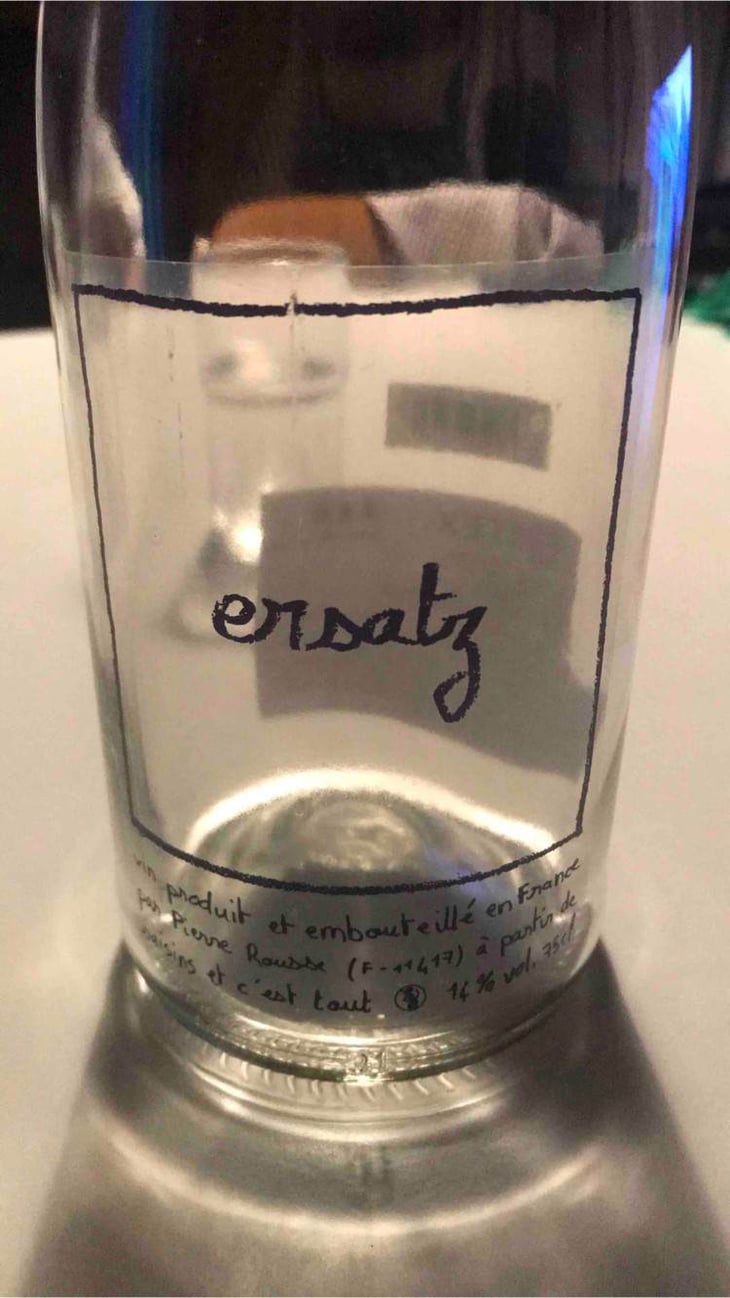 ersatz
vin produit et embouteillé en France
par Pierre Rousse (F-11417) à partir de
raisins et c'est tout 14% vol. 75cl